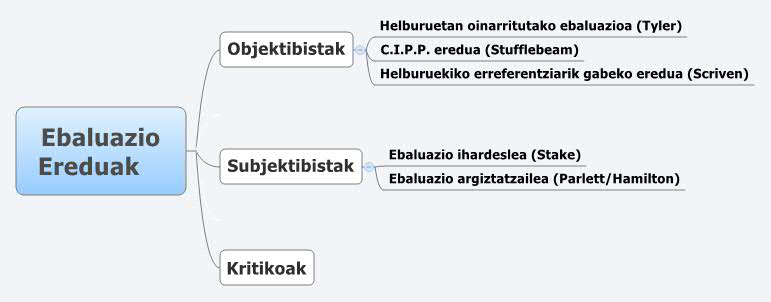 Ebaluazio
Ereduak
Objektibistak
Helburuetan oinarritutako ebaluazioa (Tyler)
C.I.P.P. eredua (Stufflebeam)
Helburuekiko erreferentziarik gabeko eredua (Scriven)
Subjektibistak
Ebaluazio ihardeslea (Stake)
Ebaluazio argiztatzailea (Parlett/Hamilton)
Kritikoak